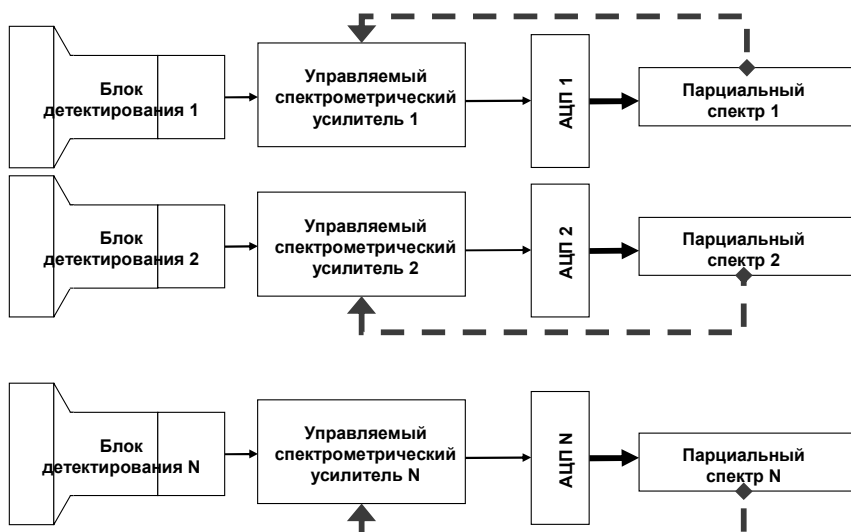 Блок
детектирования 1
Управляемый
спектрометрический
усилитель 1
АЦП 1
Парциальный
спектр 1
Блок
детектирования 2
Управляемый
спектрометрический
усилитель 2
АЦП 2
Парциальный
спектр 2
Блок
детектирования N
Управляемый
спектрометрический
усилитель N
АЦП N
Парциальный
спектр N